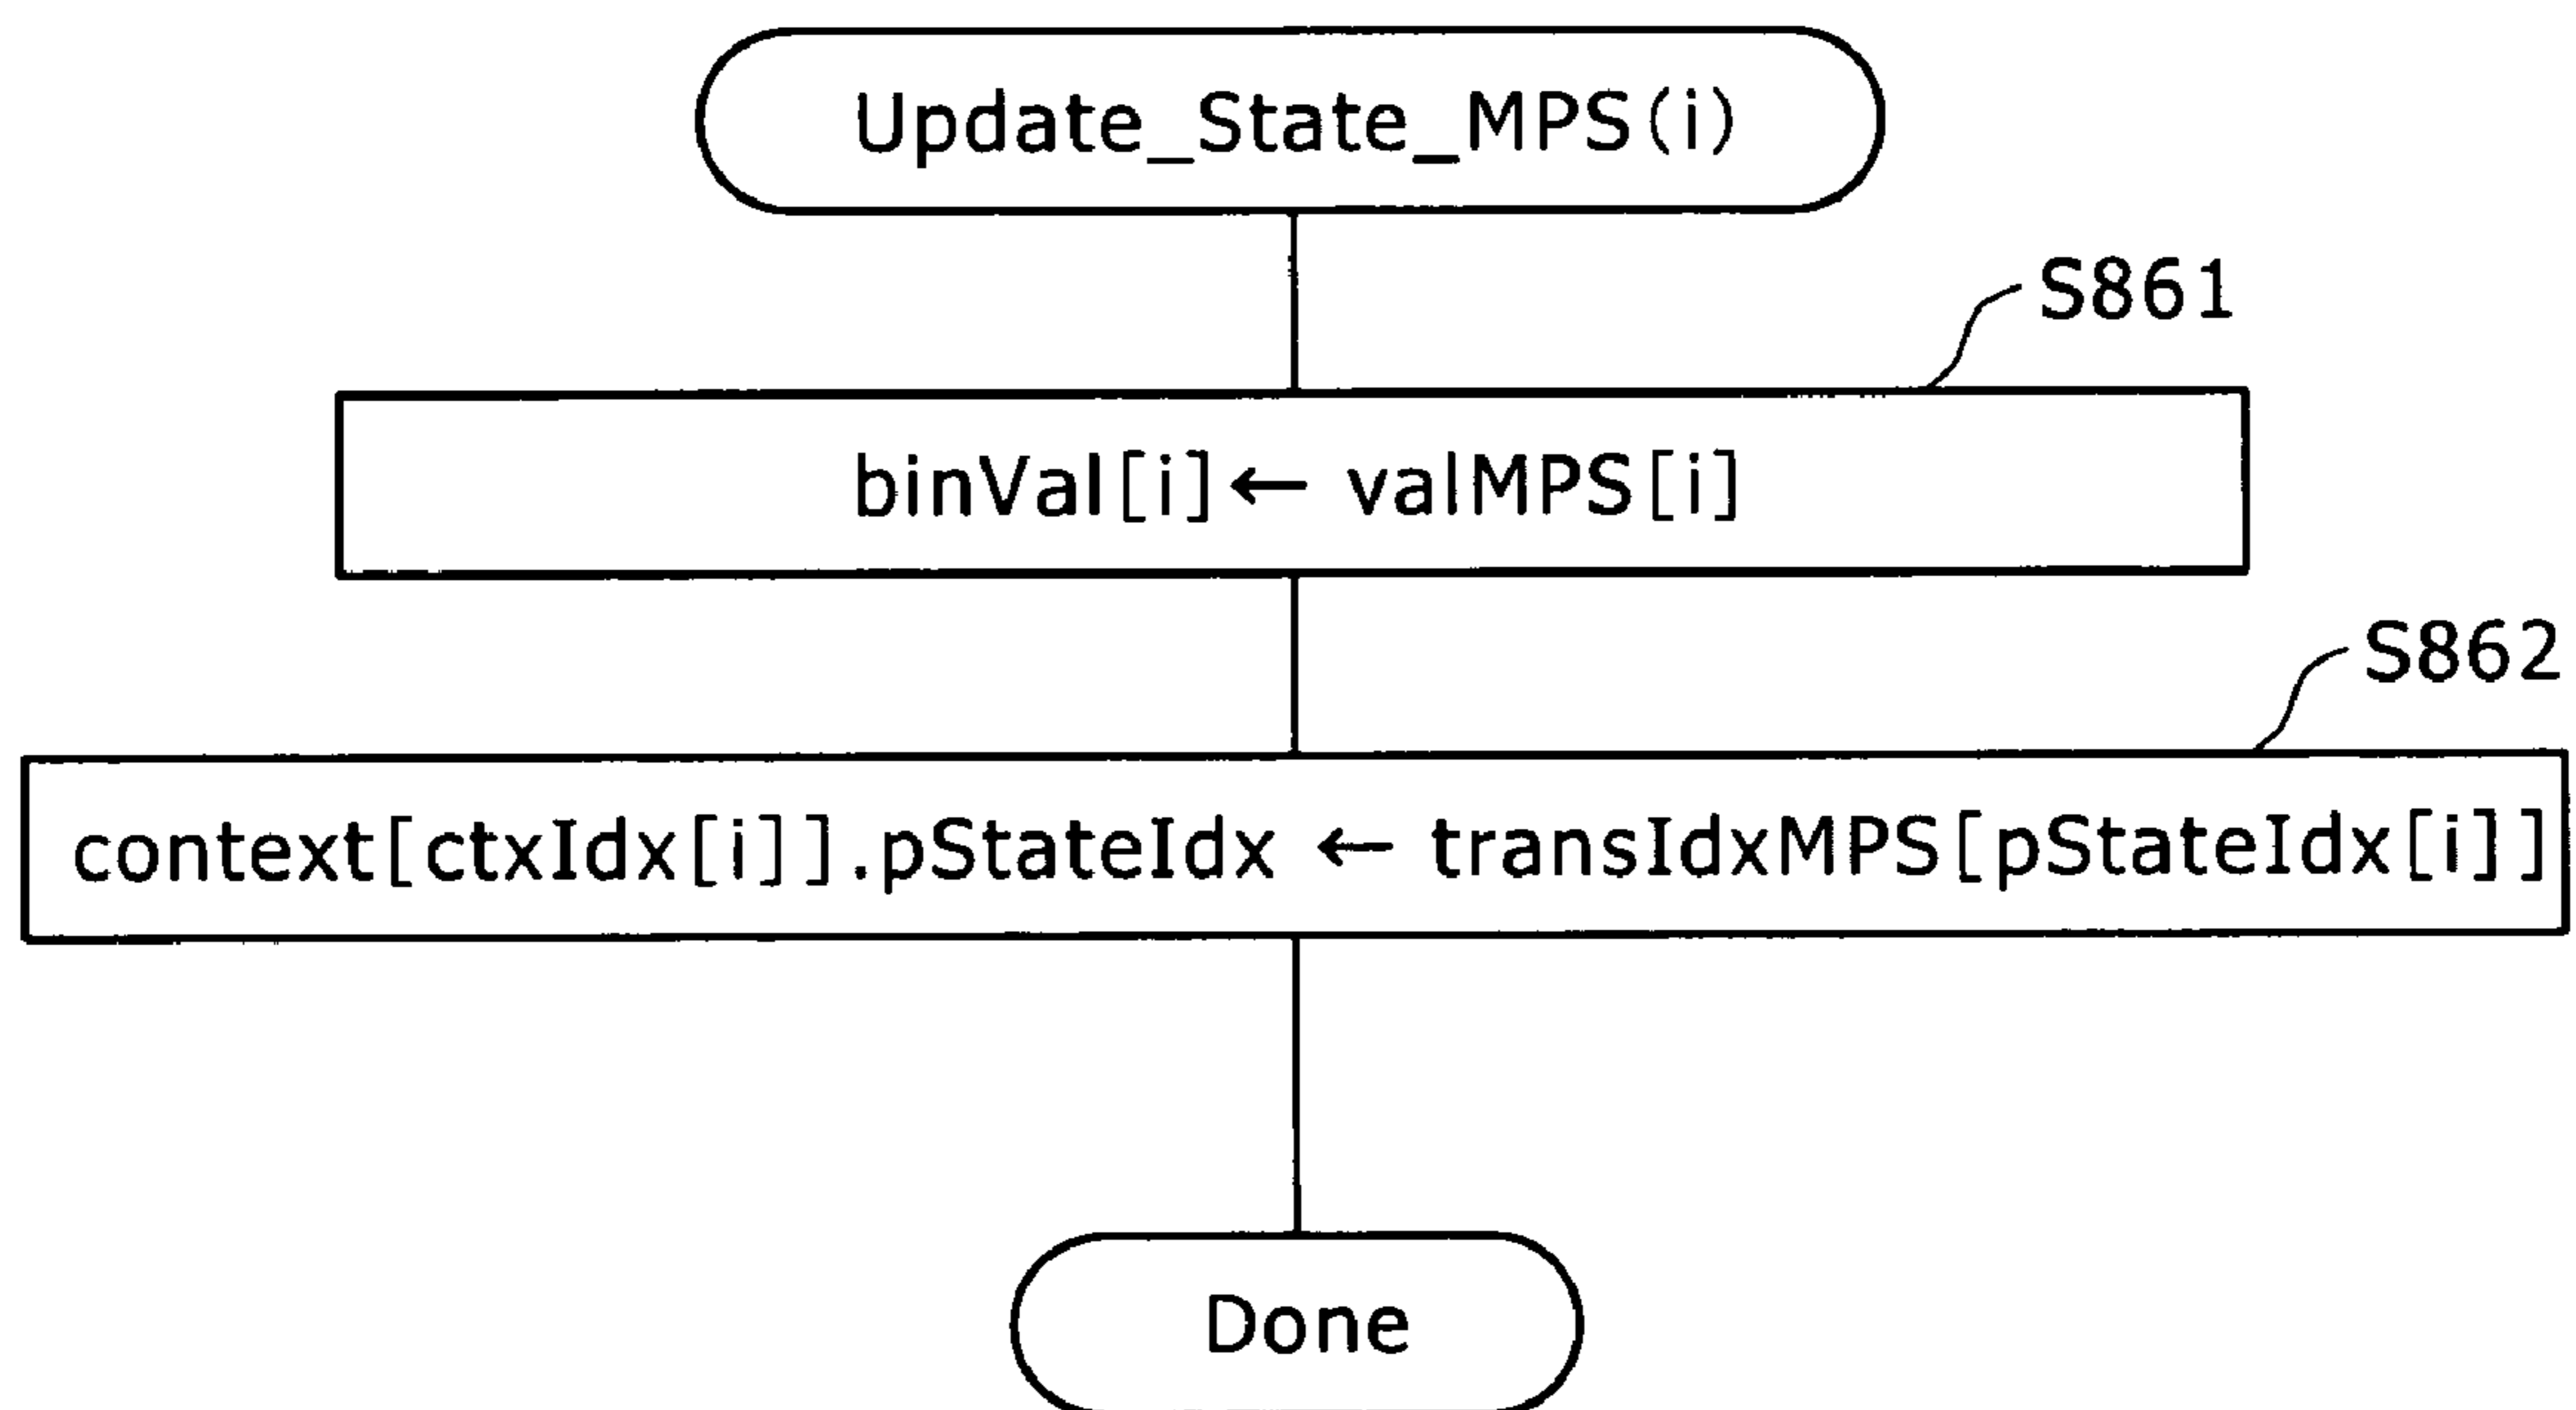 Update_State_MPS(i)
S861
binVal[i]← valMPS[i]
S862
context[ctxIdx[i]].pStateIdx ← transIdxMPS[pStateIdx[i]]
Done